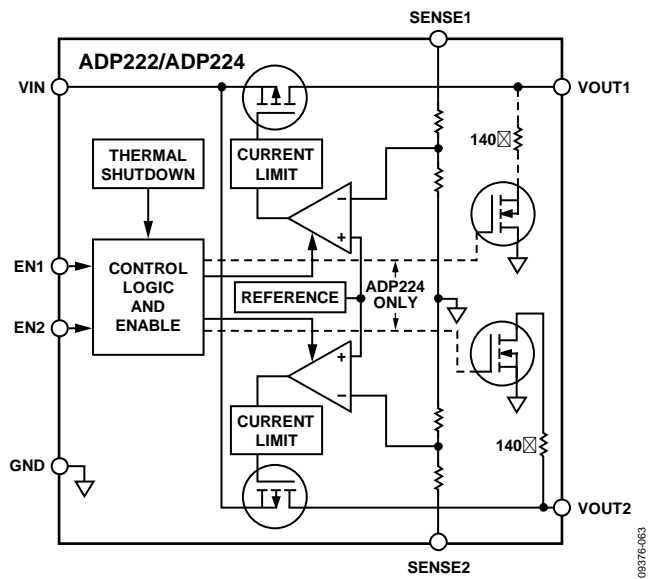 SENSE1
ADP222/ADP224
VIN
VOUT1
THERMAL
SHUTDOWN
CURRENT
LIMIT
140
−
+
EN1
CONTROL
LOGIC
AND
ENABLE
EN2
REFERENCE
ADP224
ONLY
+
−
CURRENT
LIMIT
140
GND
VOUT2
SENSE2
09376-063